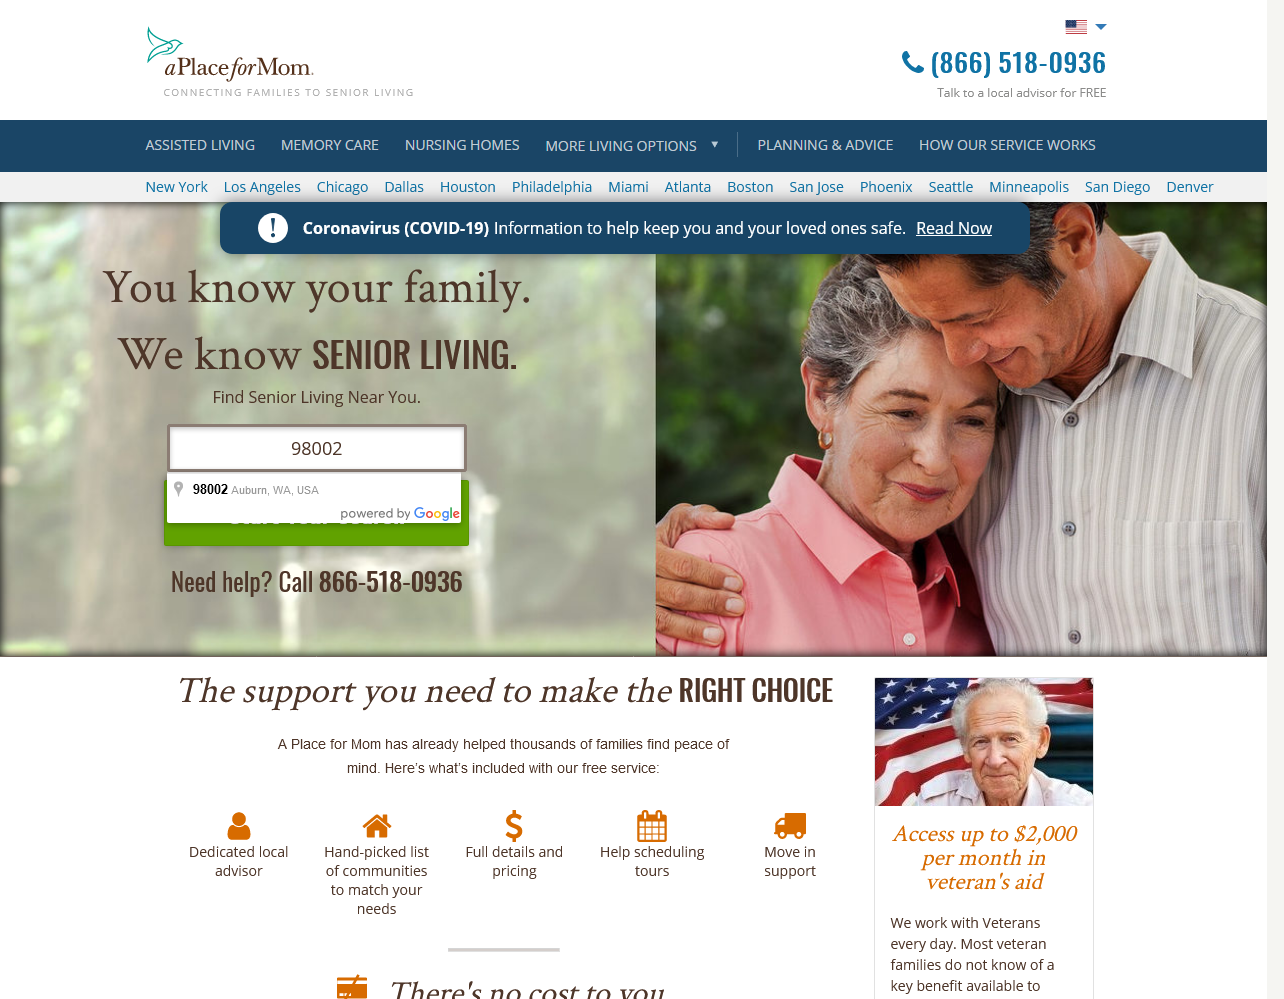 aPlaceforMom.
CONNECTING FAMILIES TO SENIOR LIVING
(866) 518-0936
Talk to a local advisor for FREE
ASSISTED LIVING MEMORY CARE NURSING HOMES MORE LIVING OPTIONS PLANNING & ADVICE HOW OUR SERVICE WORKS
New York Los Angeles Chicago Dallas Houston Philadelphia Miami Atlanta Boston San Jose Phoenix Seattle Minneapolis San Diego Denver
Coronavirus (COVID-19) Information to help keep you and your loved ones safe. Read Now
You know your family.
We know SENIOR LIVING.
Find Senior Living Near You.
98002
98002 Auburn, WA, USA
powered by Google
Need help? Call 866-518-0936
The support you need to make the RIGHT CHOICE
A Place for Mom has already helped thousands of families find peace of
mind. Here's what's included with our free service:
Dedicated local
advisor
Hand-picked list
of communities
to match your
needs
Full details and
pricing
Help scheduling
tours
Move in
support
There's no cost to you
Access up to $2,000
per month in
veteran's aid
We work with Veterans
every day. Most veteran
families do not know of a
key benefit available to